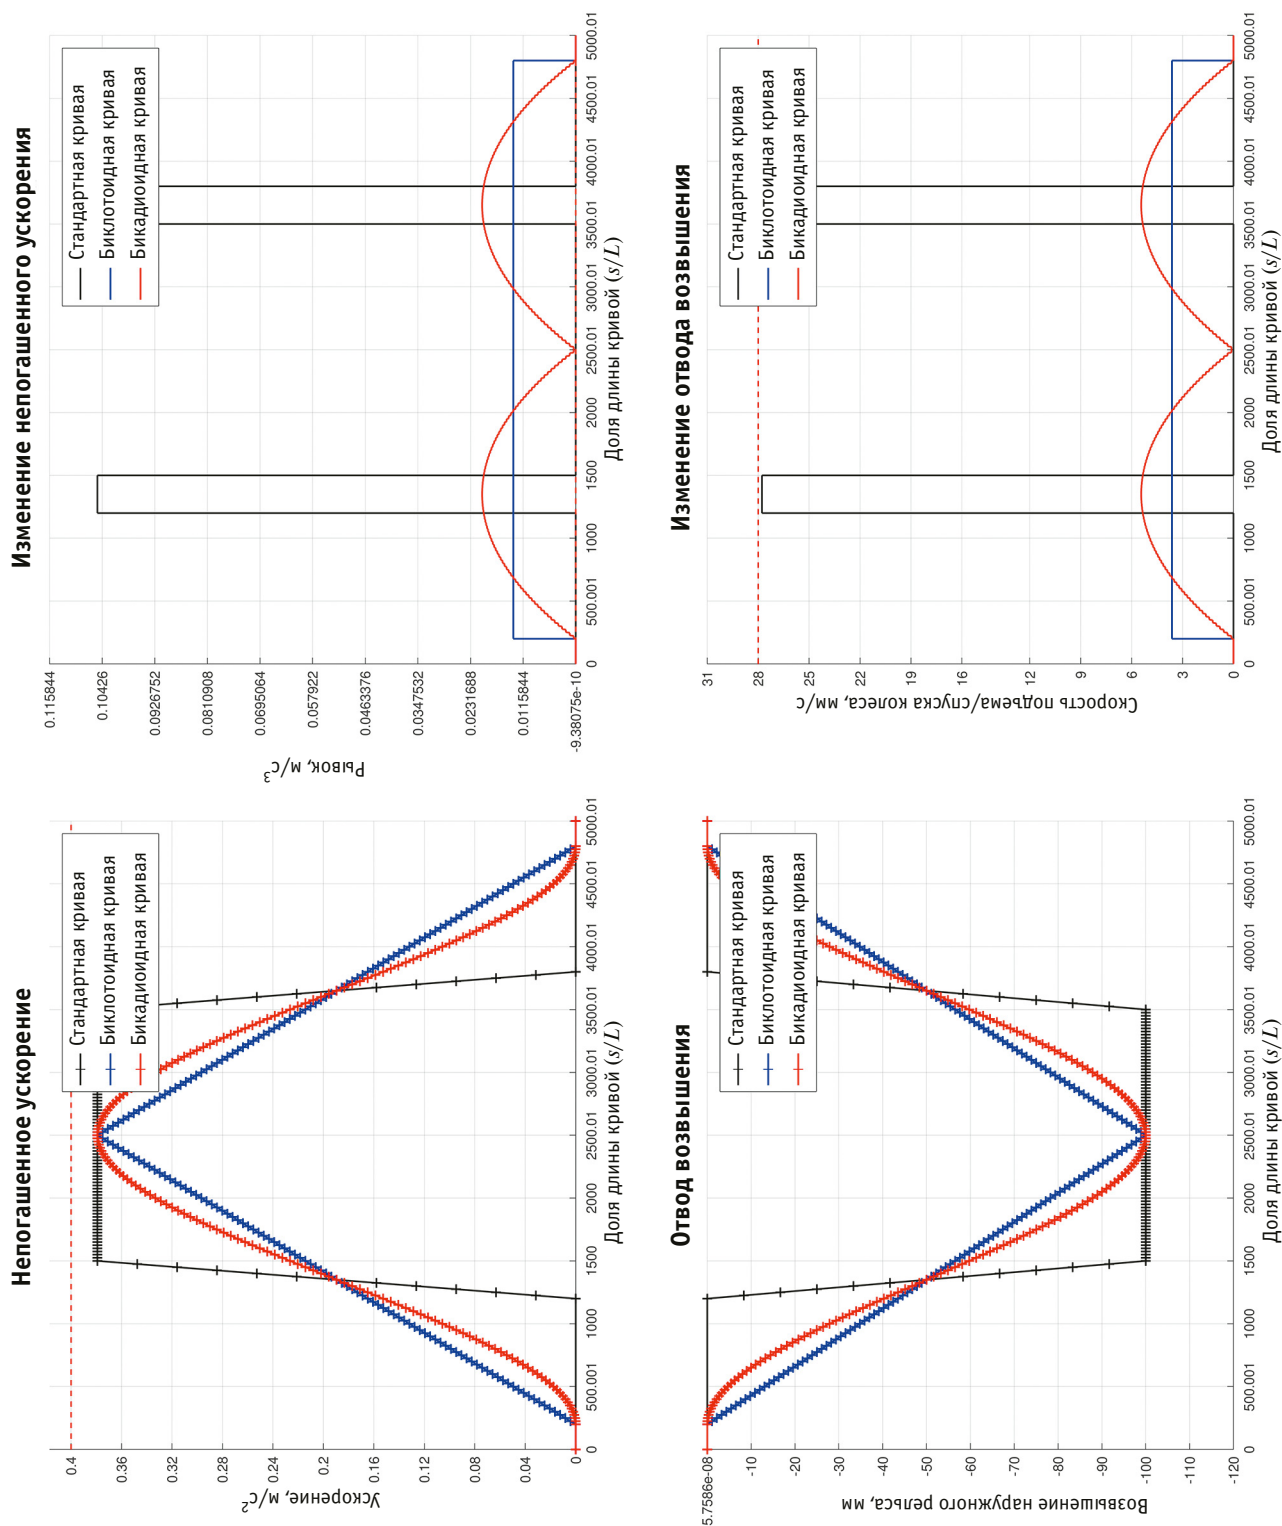 Непогашенное ускорение
Ускорение, м/с²
0.4
0.36
0.32
0.28
0.24
0.2
0.16
0.12
0.08
0.04
0
Стандартная кривая
Биклотоидная кривая
Бикадиоидная кривая
0 500.001 1000 1500 2000 2500.01 3000.01 3500.01 4000.01 4500.01 5000.01
Доля длины кривой (s/L)
Изменение непогашенного ускорения
Рывок, м/с³
0.115844
0.10426
0.0926752
0.0810908
0.0695064
0.057922
0.0463376
0.0347532
0.0231688
0.0115844
-9.38075e-10
Стандартная кривая
Биклотоидная кривая
Бикадиоидная кривая
0 500.001 1000 1500 2000 2500.01 3000.01 3500.01 4000.01 4500.01 5000.01
Доля длины кривой (s/L)
Отвод возвышения
Возвышение наружного рельса, мм
5.7586e-08
-10
-20
-30
-40
-50
-60
-70
-80
-90
-100
-110
-120
Стандартная кривая
Биклотоидная кривая
Бикадиоидная кривая
0 500.001 1000 1500 2000 2500.01 3000.01 3500.01 4000.01 4500.01 5000.01
Доля длины кривой (s/L)
Изменение отвода возвышения
Скорость подъема/спуска колеса, мм/с
31
28
25
22
19
16
12
9
6
3
0
Стандартная кривая
Биклотоидная кривая
Бикадиоидная кривая
0 500.001 1000 1500 2000 2500.01 3000.01 3500.01 4000.01 4500.01 5000.01
Доля длины кривой (s/L)